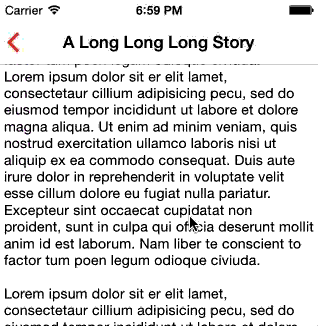 Carrier 6:59 PM
A Long Long Long Story
Lorem ipsum dolor sit er elit lamet,
consectetaur cillium adipisicing pecu, sed do
eiusmod tempor incididunt ut labore et dolore
magna aliqua. Ut enim ad minim veniam, quis
nostrud exercitation ullamco laboris nisi ut
aliquip ex ea commodo consequat. Duis aute
irure dolor in reprehenderit in voluptate velit
esse cillum dolore eu fugiat nulla pariatur.
Excepteur sint occaecat cupidatat non
proident, sunt in culpa qui officia deserunt mollit
anim id est laborum. Nam liber te conscient to
factor tum poen legum odioque civiuda.
Lorem ipsum dolor sit er elit lamet,
consectetaur cillium adipisicing pecu, sed do